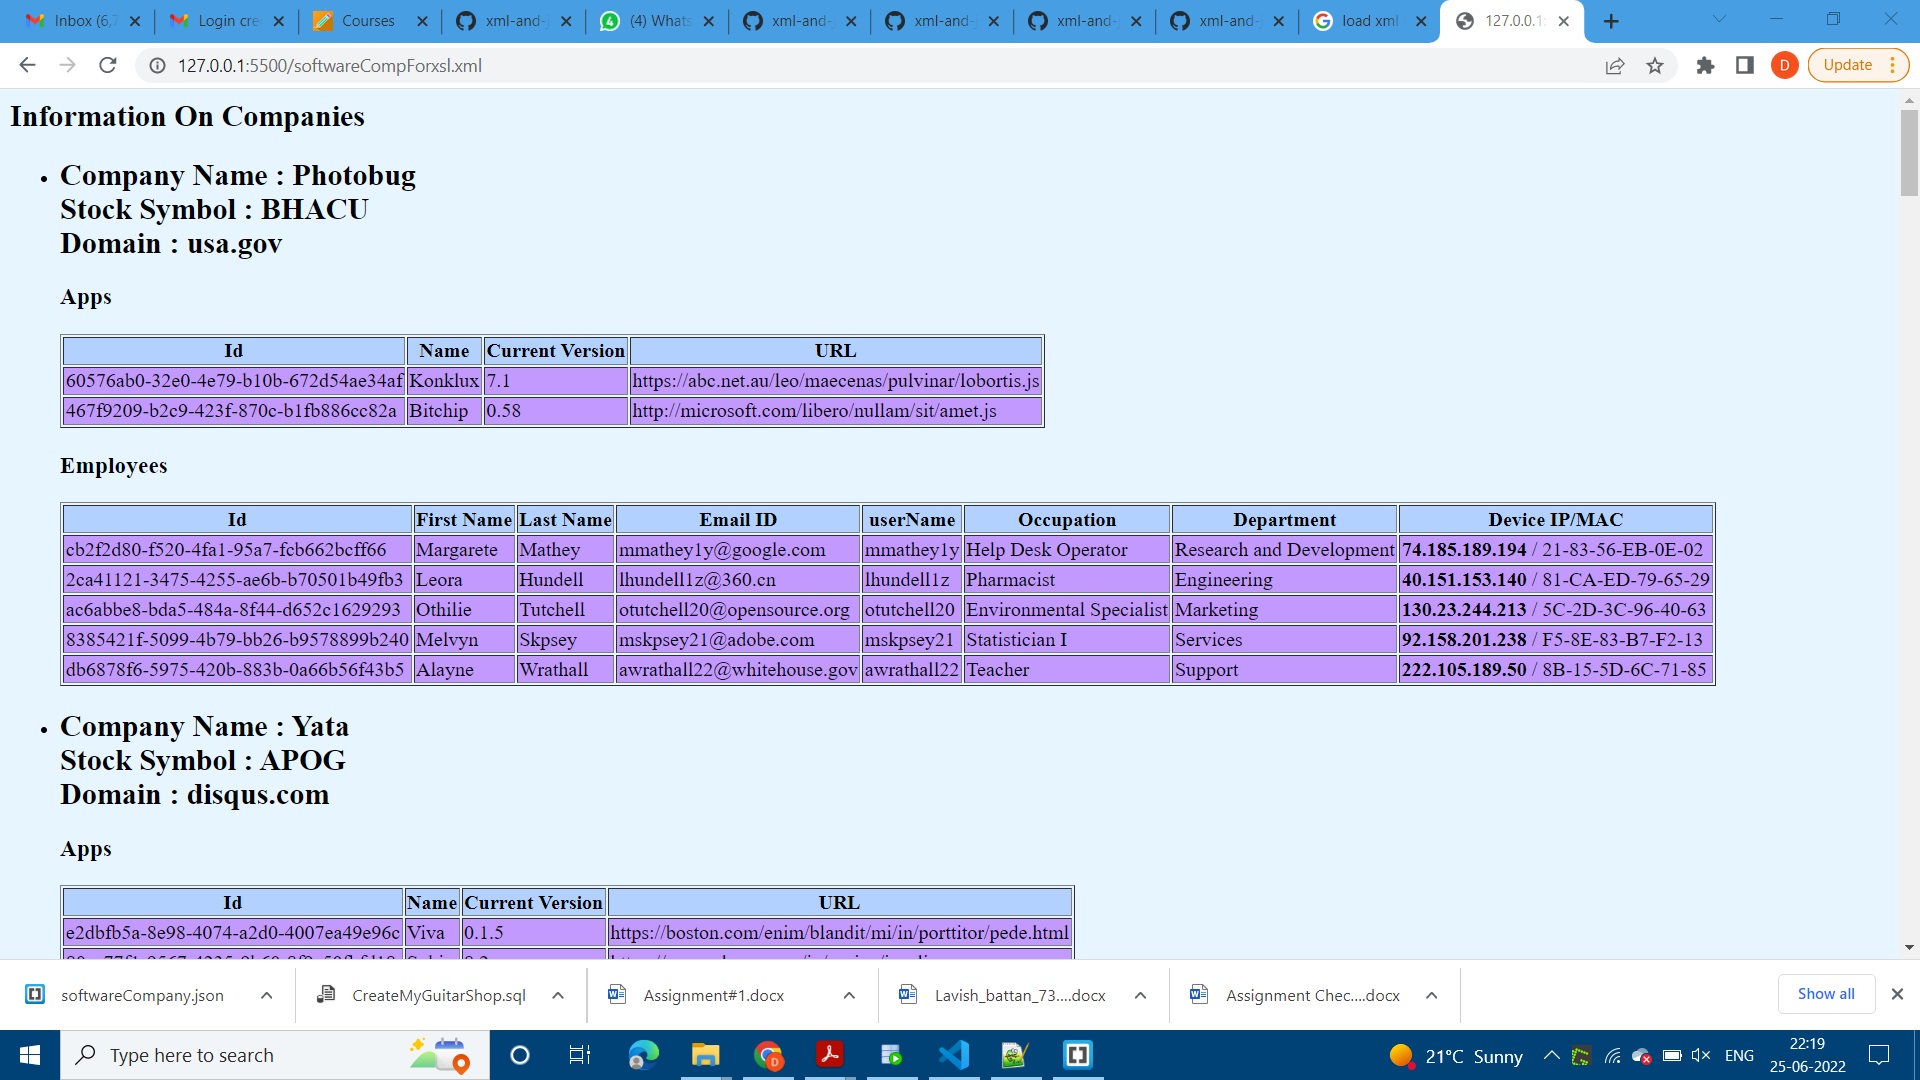 Inbox (6,7
Login cre
Courses
xml-and-
(4) Whats
xml-and-
xml-and-
xml-and-
xml-and-
load xml
127.0.0.1:
127.0.0.1:5500/softwareCompForxsl.xml
D
Update
Information On Companies
Company Name : Photobug
Stock Symbol : BHACU
Domain : usa.gov
Apps
Id Name Current Version URL
60576ab0-32e0-4e79-b10b-672d54ae34af Konklux 7.1 https://abc.net.au/leo/maecenas/pulvinar/lobortis.js
467f9209-b2c9-423f-870c-b1fb886cc82a Bitchip 0.58 http://microsoft.com/libero/nullam/sit/amet.js
Employees
Id First Name Last Name Email ID userName Occupation Department Device IP/MAC
cb2f2d80-f520-4fa1-95a7-fcb662bcff66 Margarete Mathey mmathey1y@google.com mmathey1y Help Desk Operator Research and Development 74.185.189.194 / 21-83-56-EB-0E-02
2ca41121-3475-4255-ae6b-b70501b49fb3 Leora Hundell lhundell1z@360.cn lhundell1z Pharmacist Engineering 40.151.153.140 / 81-CA-ED-79-65-29
ac6abbe8-bda5-484a-8f44-d652c1629293 Othilie Tutchell otutchell20@opensource.org otutchell20 Environmental Specialist Marketing 130.23.244.213 / 5C-2D-3C-96-40-63
8385421f-5099-4b79-bb26-b9578899b240 Melvyn Skpsey mskpsey21@adobe.com mskpsey21 Statistician I Services 92.158.201.238 / F5-8E-83-B7-F2-13
db6878f6-5975-420b-883b-0a66b56f43b5 Alayne Wrathall awrathall22@whitehouse.gov awrathall22 Teacher Support 222.105.189.50 / 8B-15-5D-6C-71-85
Company Name : Yata
Stock Symbol : APOG
Domain : disqus.com
Apps
Id Name Current Version URL
e2dbfb5a-8e98-4074-a2d0-4007ea49e96c Viva 0.1.5 https://boston.com/enim/blandit/mi/in/porttitor/pede.html
softwareCompany.json
CreateMyGuitarShop.sql
Assignment#1.docx
Lavish_battan_73....docx
Assignment Chec....docx
Show all
Type here to search
21°C Sunny
ENG
22:19
25-06-2022